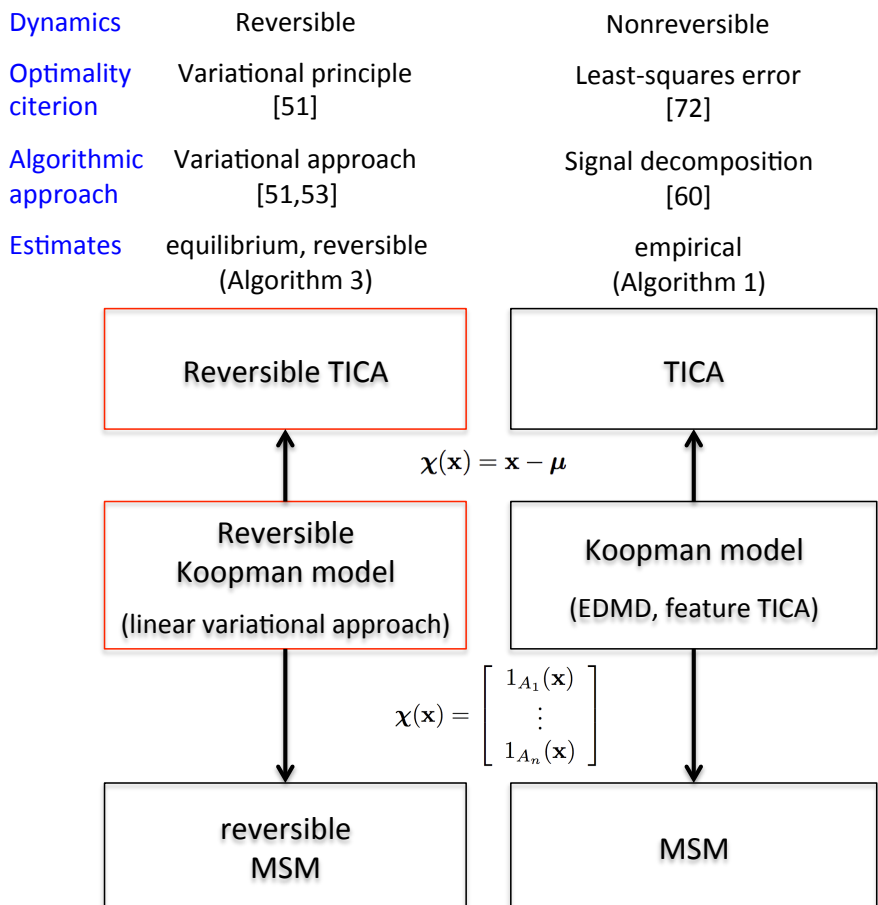 Dynamics Reversible Nonreversible
Optimality Variational principle Least-squares error
citerion [51] [72]
Algorithmic Variational approach Signal decomposition
approach [51,53] [60]
Estimates equilibrium, reversible empirical
(Algorithm 3) (Algorithm 1)
Reversible TICA TICA
χ(x) = x − μ
Reversible
Koopman model
(linear variational approach)
Koopman model
(EDMD, feature TICA)
χ(x) = [ 1_{A_1}(x)
⋮
1_{A_n}(x) ]
reversible
MSM
MSM